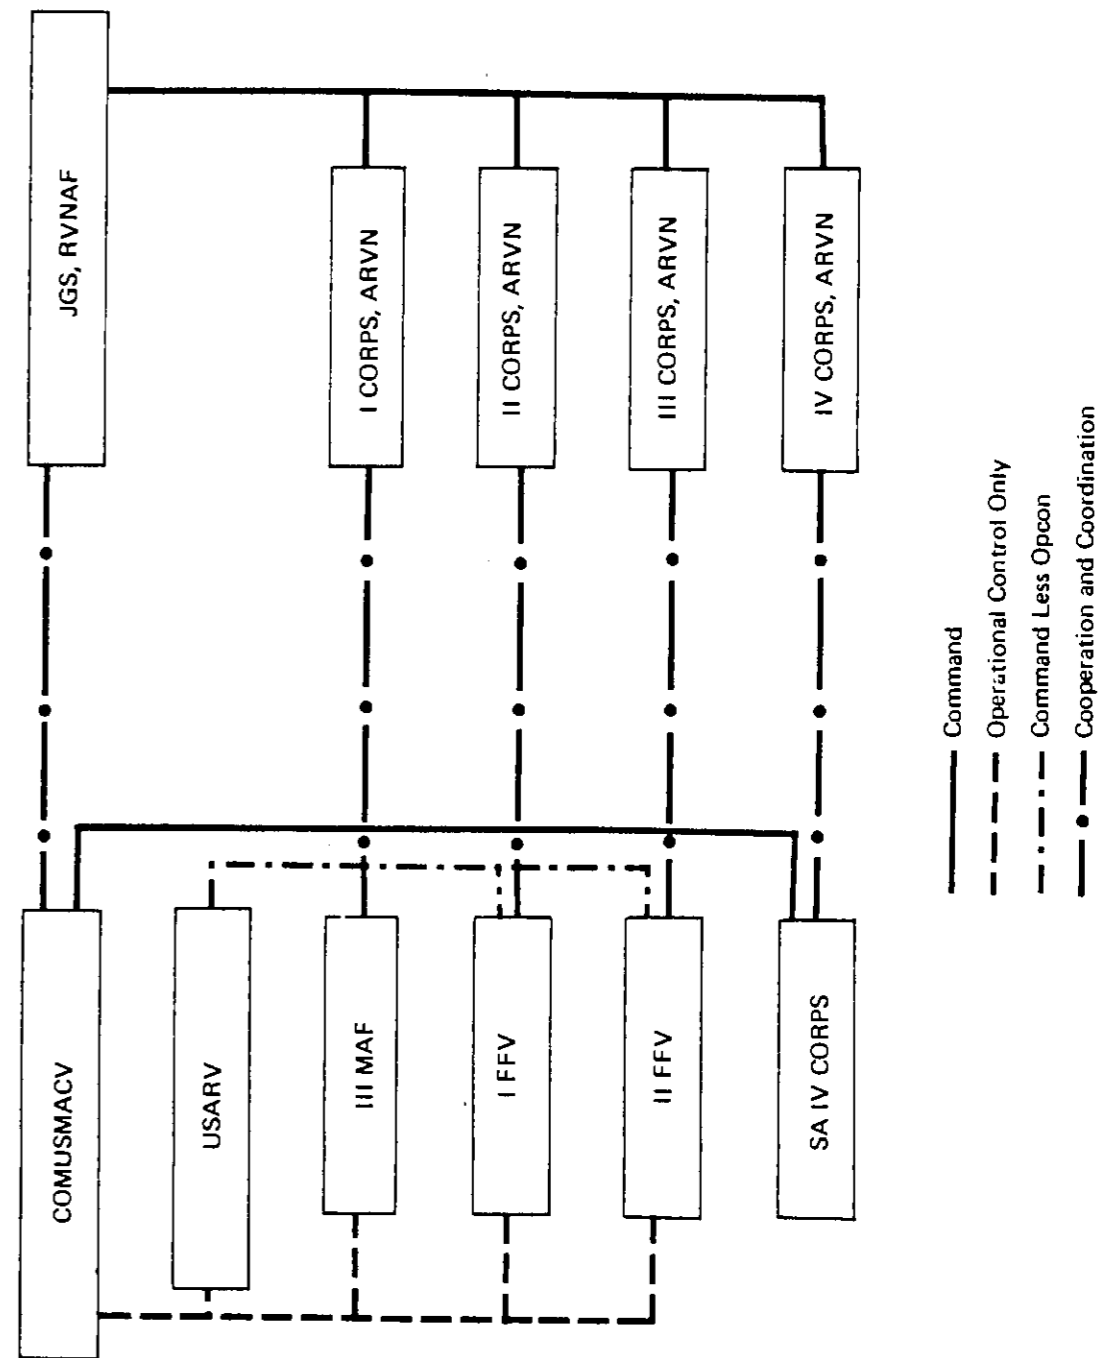 COMUSMACV
JGS, RVNAF
USARV
III MAF
I CORPS, ARVN
I FFV
II CORPS, ARVN
II FFV
III CORPS, ARVN
SA IV CORPS
IV CORPS, ARVN
Command
Operational Control Only
Command Less Opcon
Cooperation and Coordination